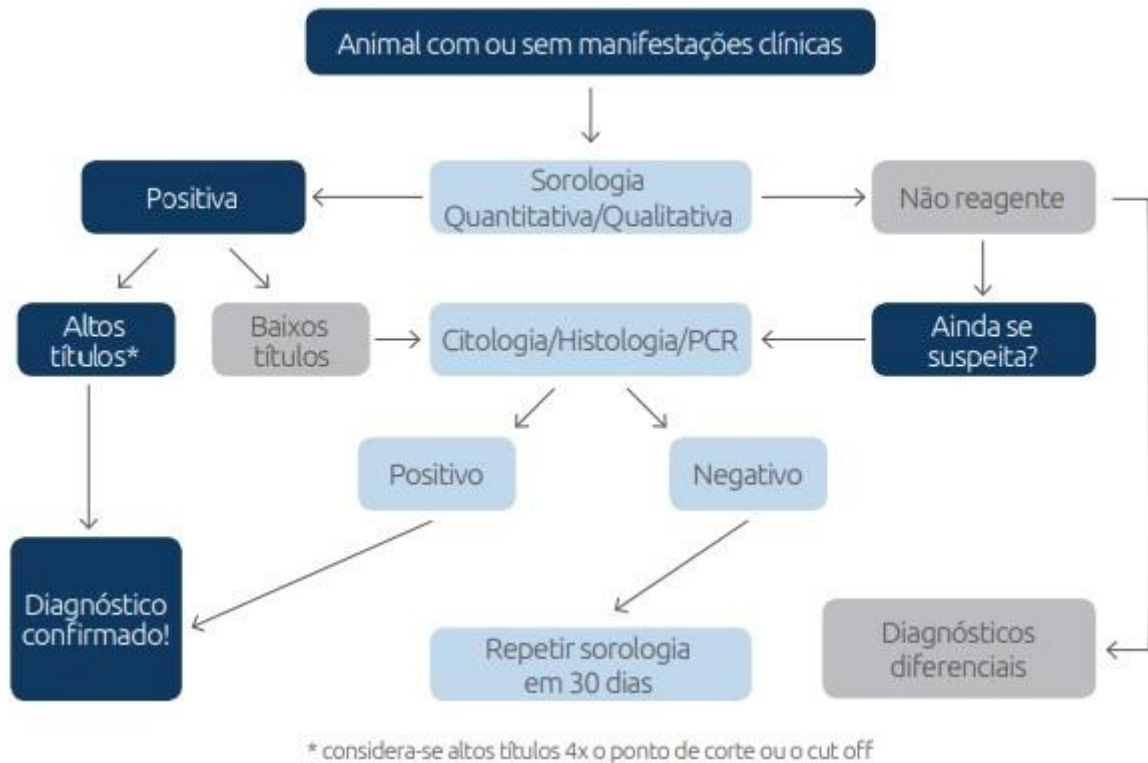 Animal com ou sem manifestações clínicas
Positiva
Sorologia
Quantitativa/Qualitativa
Não reagente
Altos
títulos*
Baixos
títulos
Citologia/Histologia/PCR
Ainda se
suspeita?
Positivo
Negativo
Diagnóstico
confirmado!
Repetir sorologia
em 30 dias
Diagnósticos
diferenciais
* considera-se altos títulos 4x o ponto de corte ou o cut off